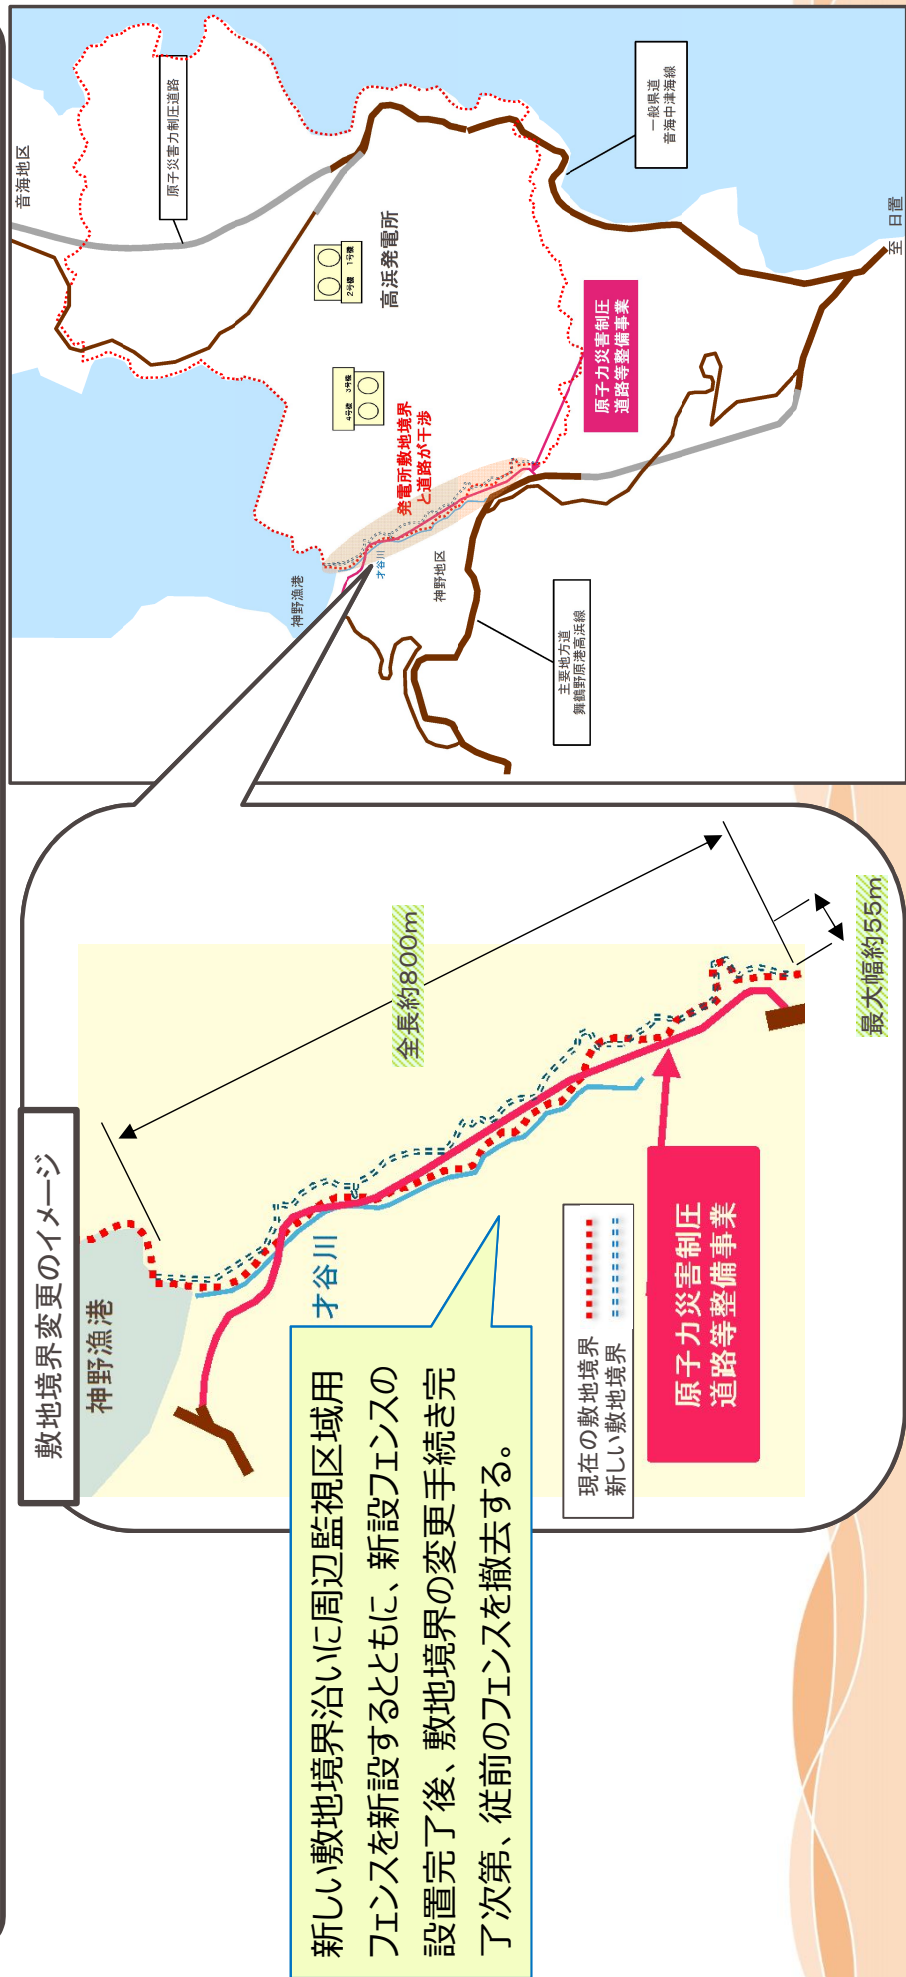 敷地境界変更のイメージ
神野漁港
才谷川
全長約800m
最大幅約55m
現在の敷地境界
新しい敷地境界
原子力災害制圧
道路等整備事業
新しい敷地境界沿いに周辺監視区域用
フェンスを新設するとともに、新設フェンスの
設置完了後、敷地境界の変更手続き完
了次第、従前のフェンスを撤去する。
音海地区
原子災害力制圧道路
一般県道
音海中津海線
2号機 1号機
高浜発電所
4号機 3号機
発電所敷地境界
と道路が干渉
神野漁港
才谷川
神野地区
原子力災害制圧
道路等整備事業
主要地方道
舞鶴野原港高浜線
至 日置